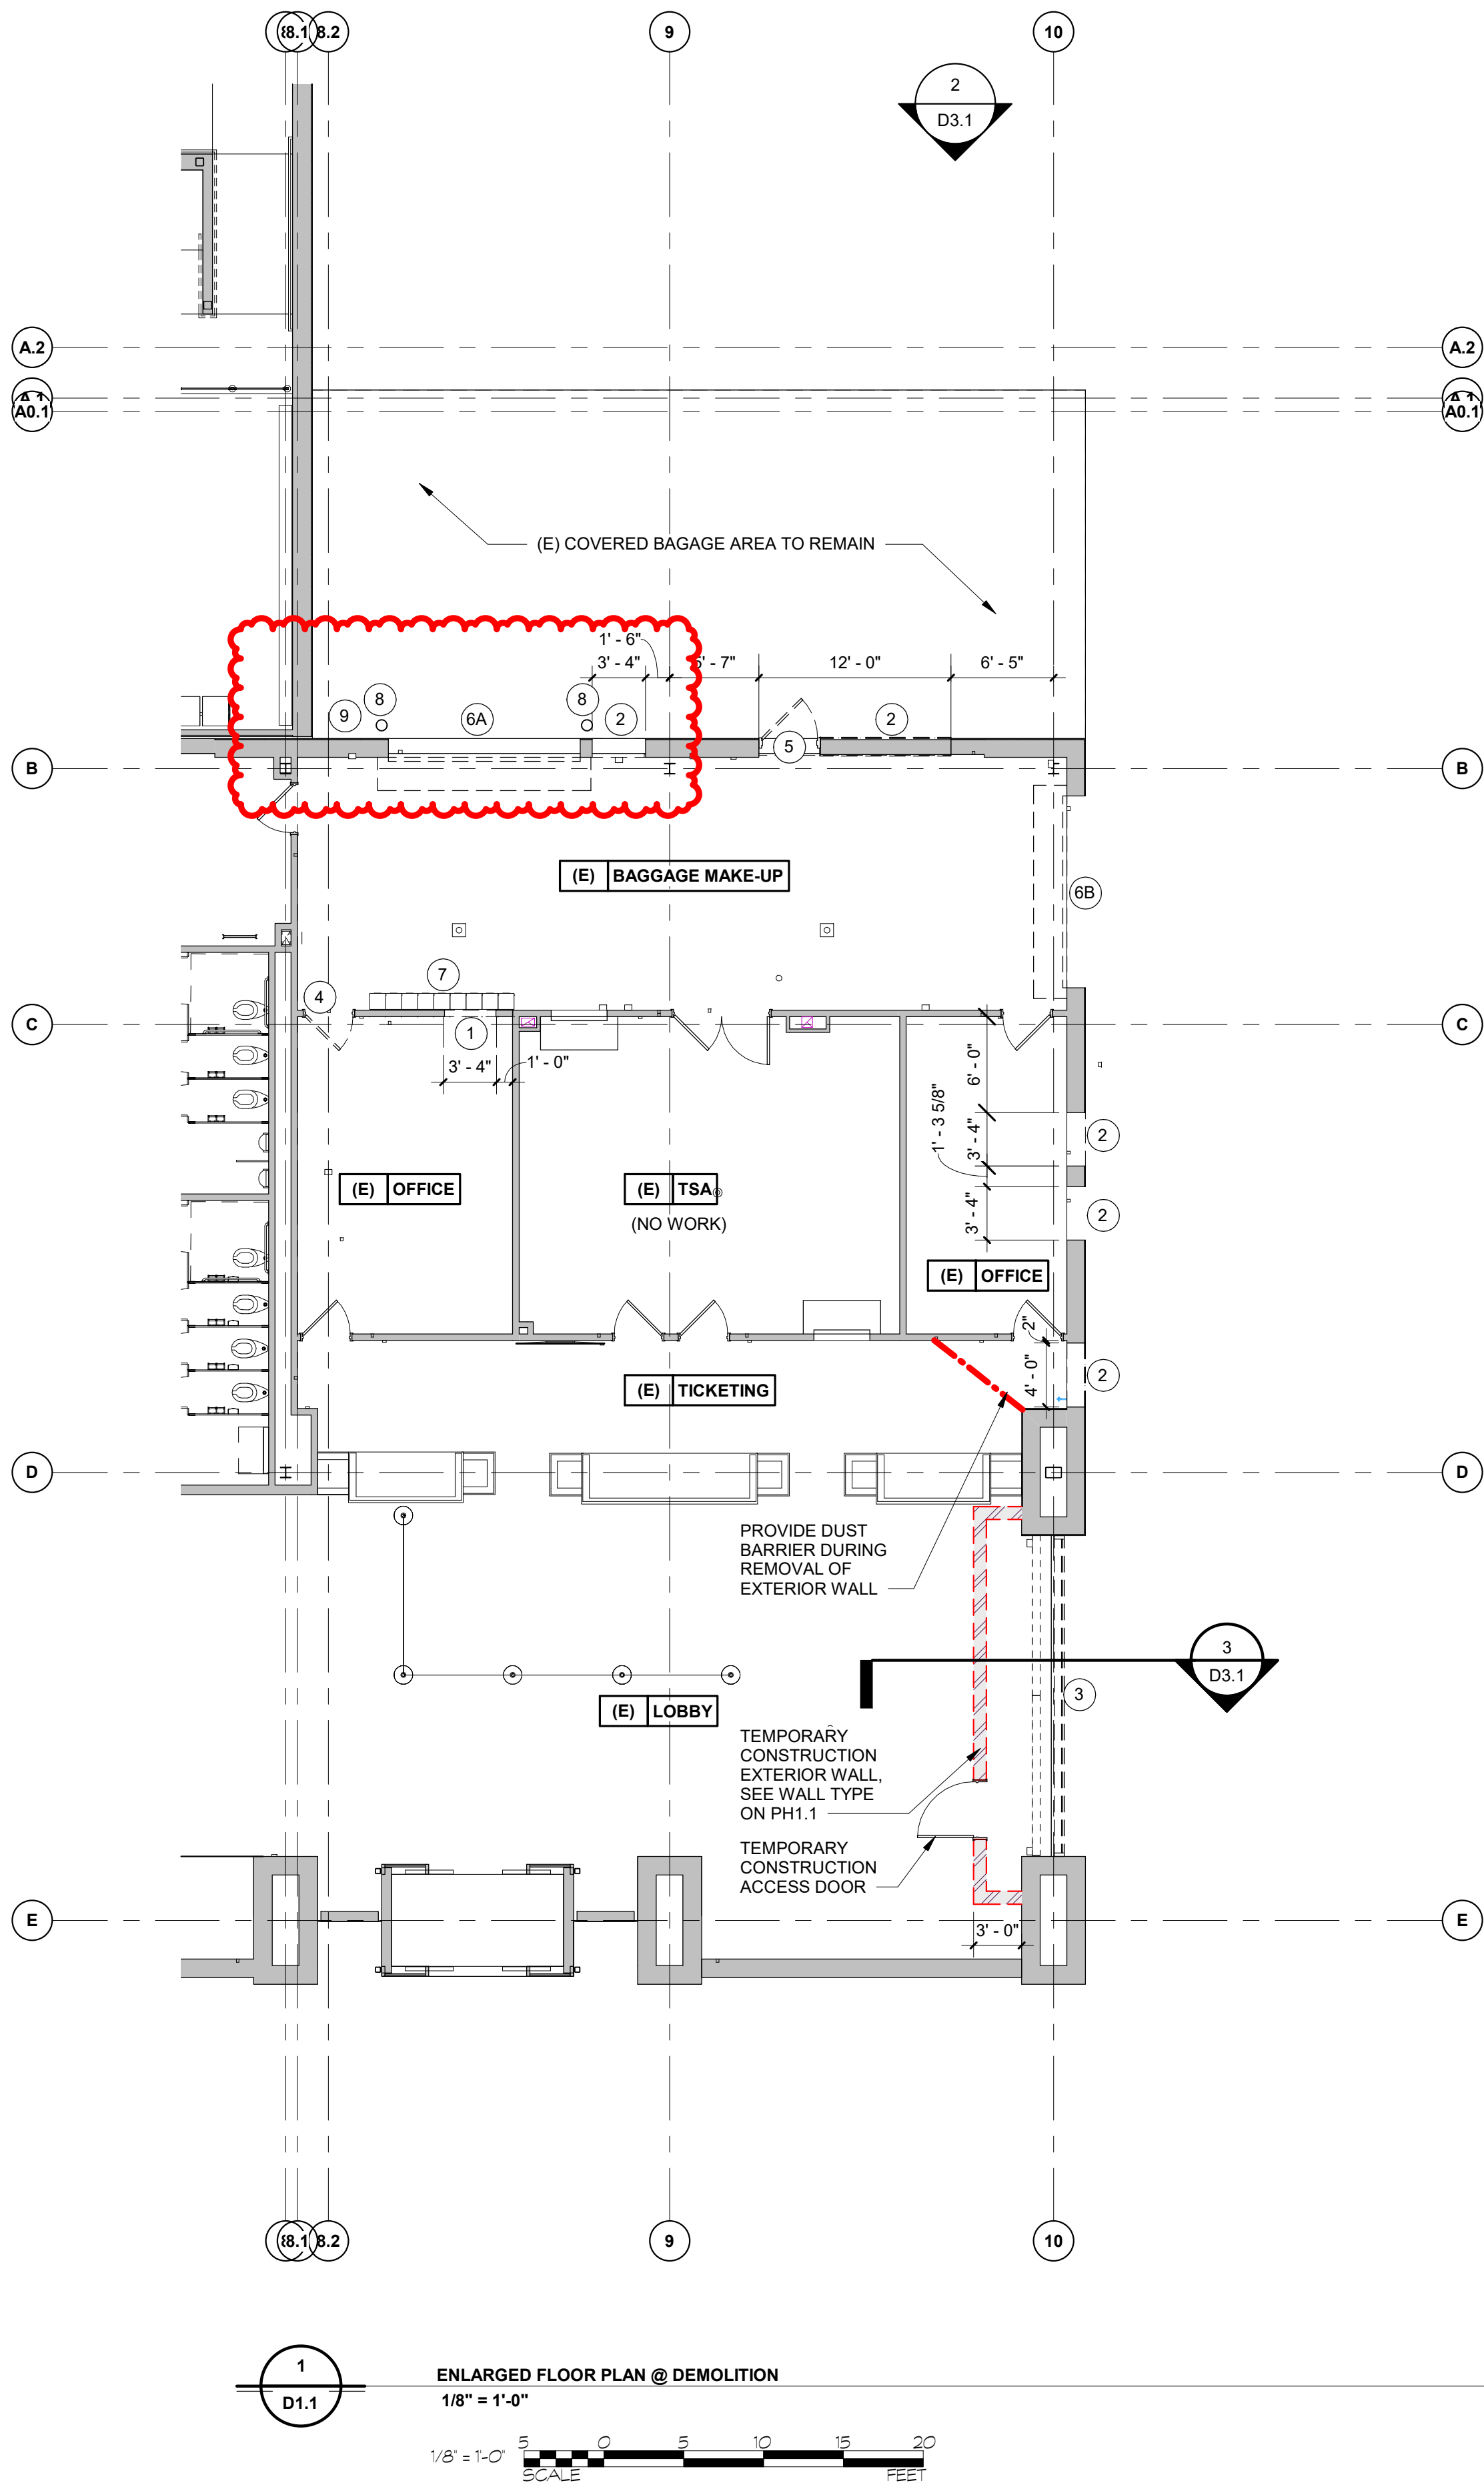 8.1
8.2
9
10
2
D3.1
A.2
A.2
A0.1
A0.1
(E) COVERED BAGAGE AREA TO REMAIN
1' - 6"
3' - 4"
12' - 0"
6' - 5"
8
8
9
6A
2
2
5
B
B
(E) BAGGAGE MAKE-UP
6B
7
4
C
C
1
3' - 4"
1' - 0"
6' - 0"
1' - 3 5/8"
3' - 4"
2
3' - 4"
2
(E) OFFICE
(E) TSA
(NO WORK)
(E) OFFICE
2"
4' - 0"
2
(E) TICKETING
D
D
PROVIDE DUST
BARRIER DURING
REMOVAL OF
EXTERIOR WALL
3
D3.1
3
(E) LOBBY
TEMPORARY
CONSTRUCTION
EXTERIOR WALL,
SEE WALL TYPE
ON PH1.1
TEMPORARY
CONSTRUCTION
ACCESS DOOR
E
E
3' - 0"
8.1
8.2
9
10
1
D1.1
ENLARGED FLOOR PLAN @ DEMOLITION
1/8" = 1'-0"
1/8" = 1'-0"
5 0 5 10 15 20
SCALE FEET